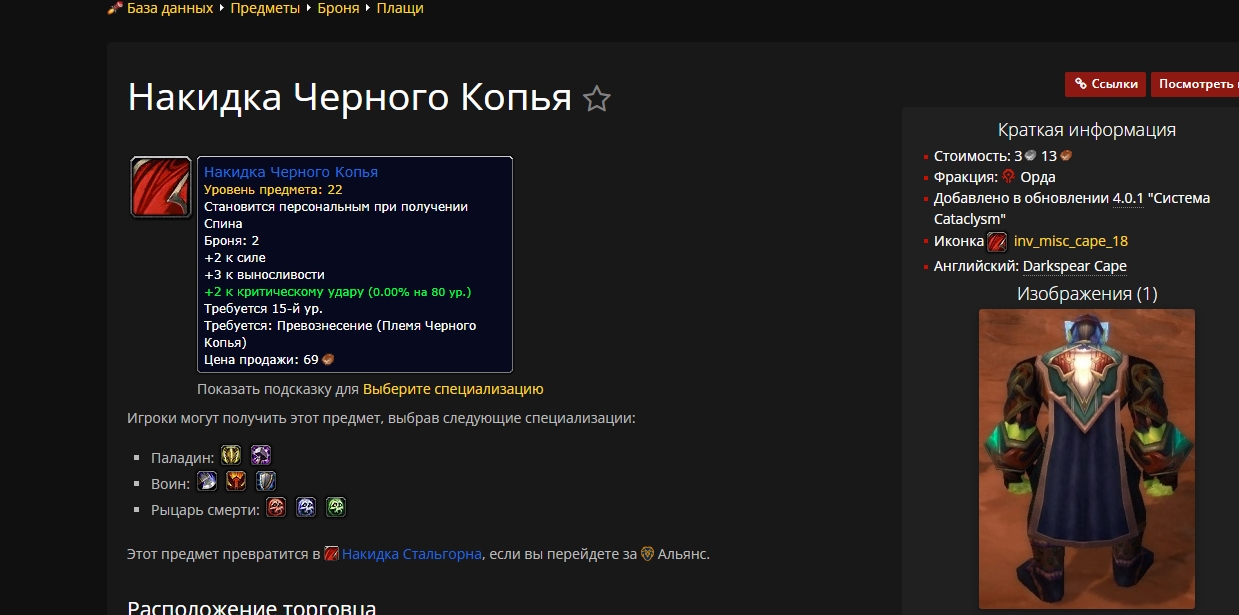 База данных ▸ Предметы ▸ Броня ▸ Плащи
Накидка Черного Копья
Ссылки
Посмотреть
Накидка Черного Копья
Уровень предмета: 22
Становится персональным при получении
Спина
Броня: 2
+2 к силе
+3 к выносливости
+2 к критическому удару (0.00% на 80 ур.)
Требуется 15-й ур.
Требуется: Превознесение (Племя Черного
Копья)
Цена продажи: 69
Показать подсказку для Выберите специализацию
Игроки могут получить этот предмет, выбрав следующие специализации:
Паладин:
Воин:
Рыцарь смерти:
Этот предмет превратится в Накидка Стальгорна, если вы перейдете за Альянс.
Расположение торговца
Краткая информация
Стоимость: 3 13
Фракция: Орда
Добавлено в обновлении 4.0.1 "Система
Cataclysm"
Иконка inv_misc_cape_18
Английский: Darkspear Cape
Изображения (1)